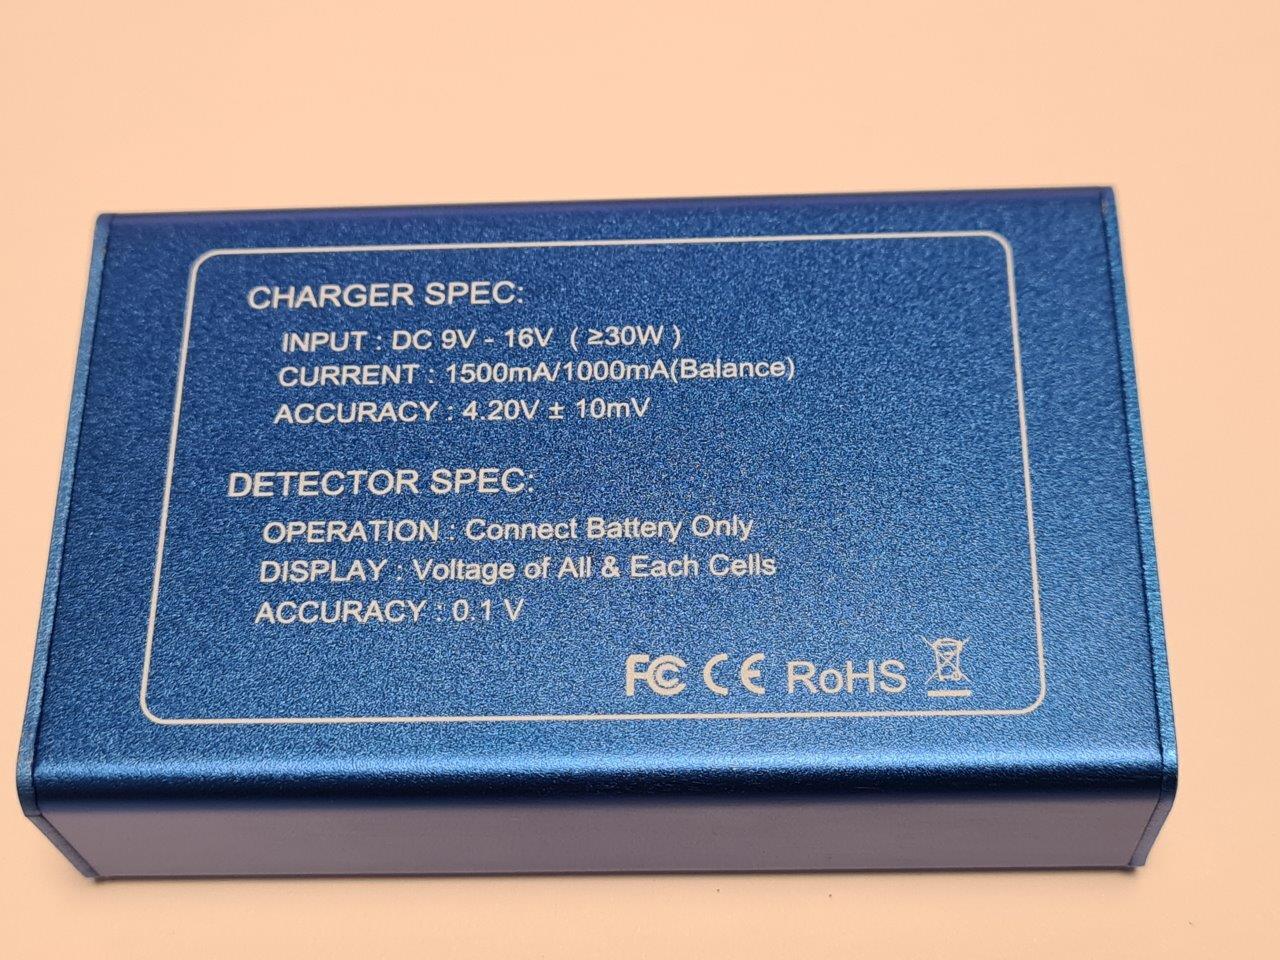 CHARGER SPEC:
INPUT : DC 9V - 16V ( ≥30W )
CURRENT : 1500mA/1000mA(Balance)
ACCURACY : 4.20V ± 10mV
DETECTOR SPEC:
OPERATION : Connect Battery Only
DISPLAY : Voltage of All & Each Cells
ACCURACY : 0.1 V
FC CE RoHS